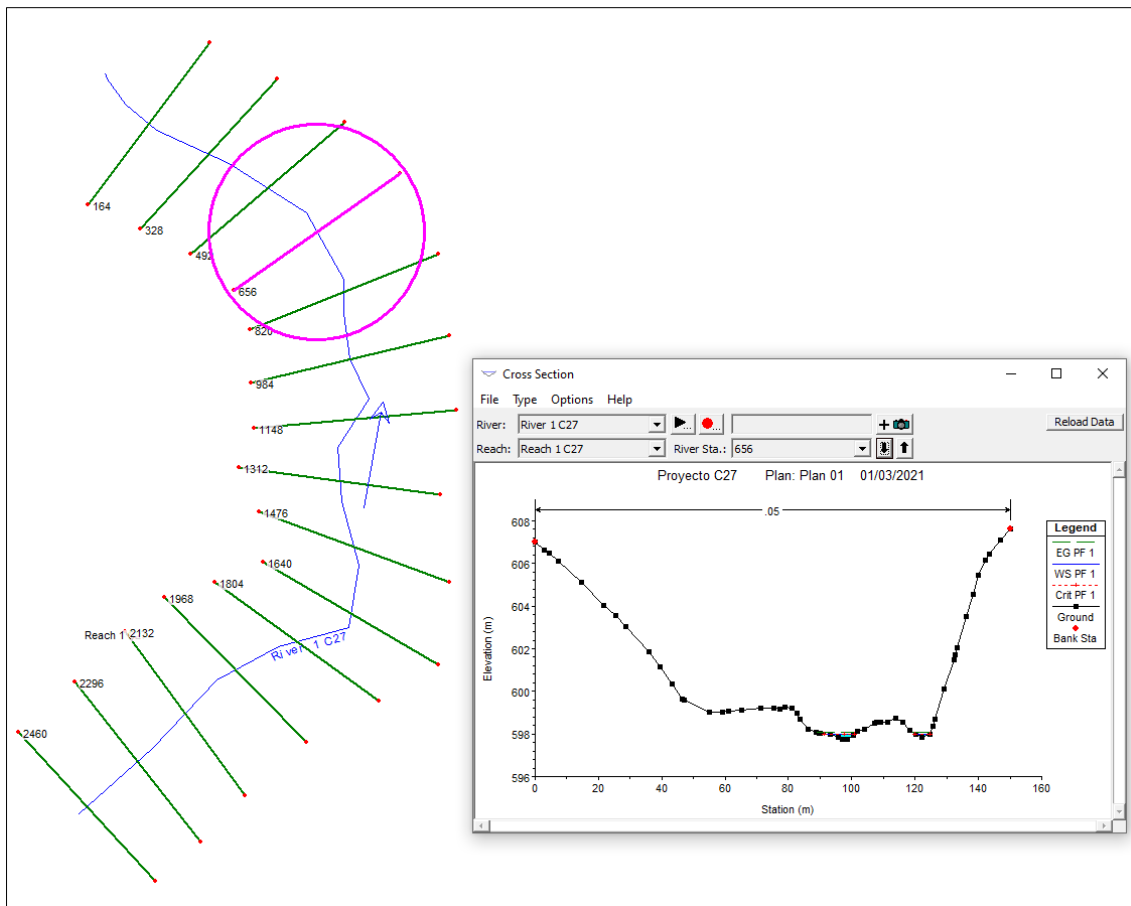 164
328
492
656
820
984
1148
1312
1476
1640
1804
1968
Reach 1
2132
River 1 C27
2296
2460
Cross Section
File Type Options Help
River: River 1 C27
Reload Data
Reach: Reach 1 C27 River Sta.: 656
Proyecto C27 Plan: Plan 01 01/03/2021
.05
608
606
604
602
600
598
596
Elevation (m)
0 20 40 60 80 100 120 140 160
Station (m)
Legend
EG PF 1
WS PF 1
Crit PF 1
Ground
Bank Sta